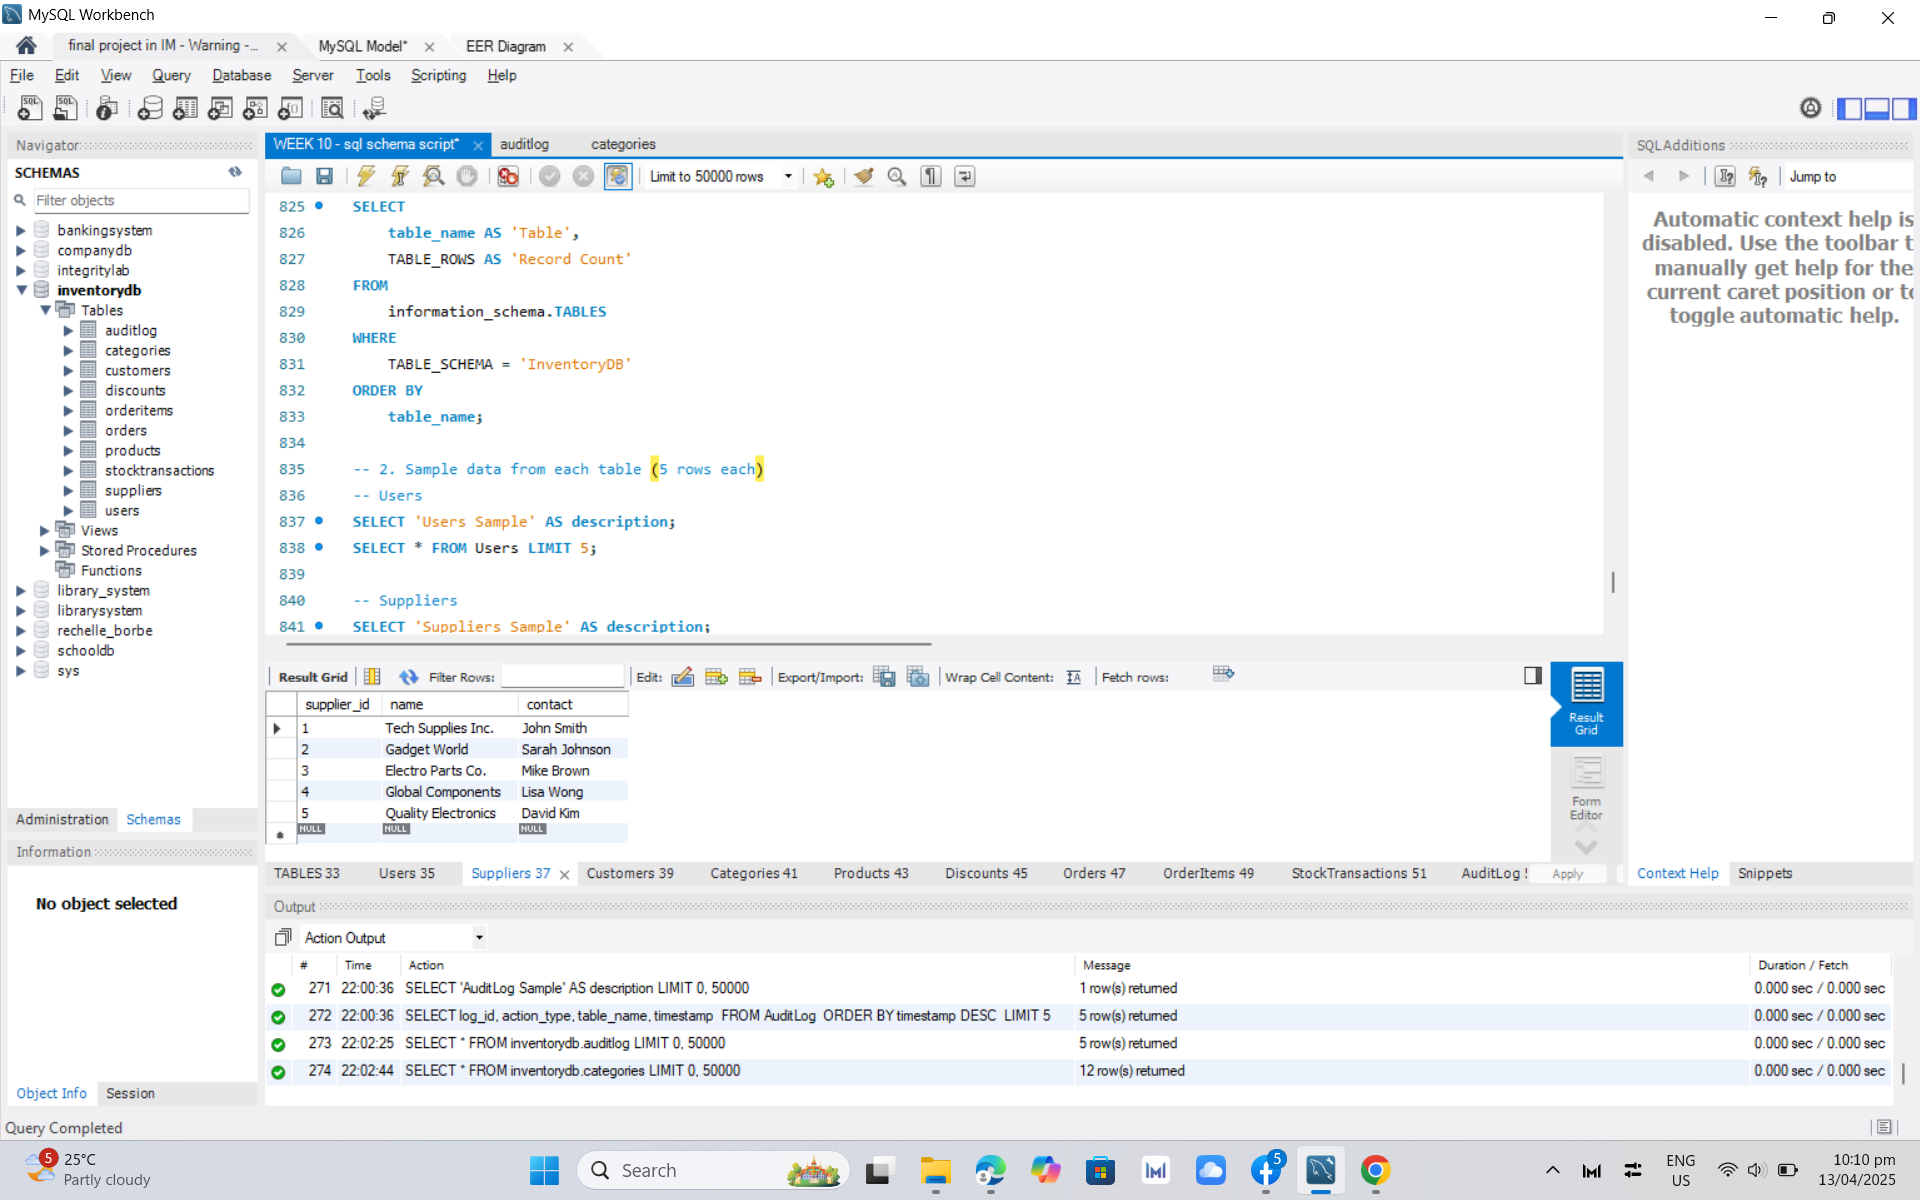 MySQL Workbench
final project in IM - Warning -... MySQL Model* EER Diagram
File Edit View Query Database Server Tools Scripting Help
Navigator
SCHEMAS
Filter objects
bankingsystem
companydb
integritylab
inventorydb
Tables
auditlog
categories
customers
discounts
orderitems
orders
products
stocktransactions
suppliers
users
Views
Stored Procedures
Functions
library_system
librarysystem
rechelle_borbe
schooldb
sys
Administration Schemas
Information
No object selected
Object Info Session
WEEK 10 - sql schema script* auditlog categories
Limit to 50000 rows
825 SELECT
826 table_name AS 'Table',
827 TABLE_ROWS AS 'Record Count'
828 FROM
829 information_schema.TABLES
830 WHERE
831 TABLE_SCHEMA = 'InventoryDB'
832 ORDER BY
833 table_name;
834
835 -- 2. Sample data from each table (5 rows each)
836 -- Users
837 SELECT 'Users Sample' AS description;
838 SELECT * FROM Users LIMIT 5;
839
840 -- Suppliers
841 SELECT 'Suppliers Sample' AS description;
Result Grid Filter Rows: Edit: Export/Import: Wrap Cell Content: Fetch rows:
supplier_id name contact
1 Tech Supplies Inc. John Smith
2 Gadget World Sarah Johnson
3 Electro Parts Co. Mike Brown
4 Global Components Lisa Wong
5 Quality Electronics David Kim
NULL NULL NULL
Result
Grid
Form
Editor
TABLES 33 Users 35 Suppliers 37 Customers 39 Categories 41 Products 43 Discounts 45 Orders 47 OrderItems 49 StockTransactions 51 AuditLog Apply
Output
Action Output
# Time Action Message Duration / Fetch
271 22:00:36 SELECT 'AuditLog Sample' AS description LIMIT 0, 50000 1 row(s) returned 0.000 sec / 0.000 sec
272 22:00:36 SELECT log_id, action_type, table_name, timestamp FROM AuditLog ORDER BY timestamp DESC LIMIT 5 5 row(s) returned 0.000 sec / 0.000 sec
273 22:02:25 SELECT * FROM inventorydb.auditlog LIMIT 0, 50000 5 row(s) returned 0.000 sec / 0.000 sec
274 22:02:44 SELECT * FROM inventorydb.categories LIMIT 0, 50000 12 row(s) returned 0.000 sec / 0.000 sec
SQLAdditions
Jump to
Automatic context help is
disabled. Use the toolbar t
manually get help for the
current caret position or to
toggle automatic help.
Context Help Snippets
Query Completed
5 25°C
Partly cloudy
Search
5
ENG
US
10:10 pm
13/04/2025